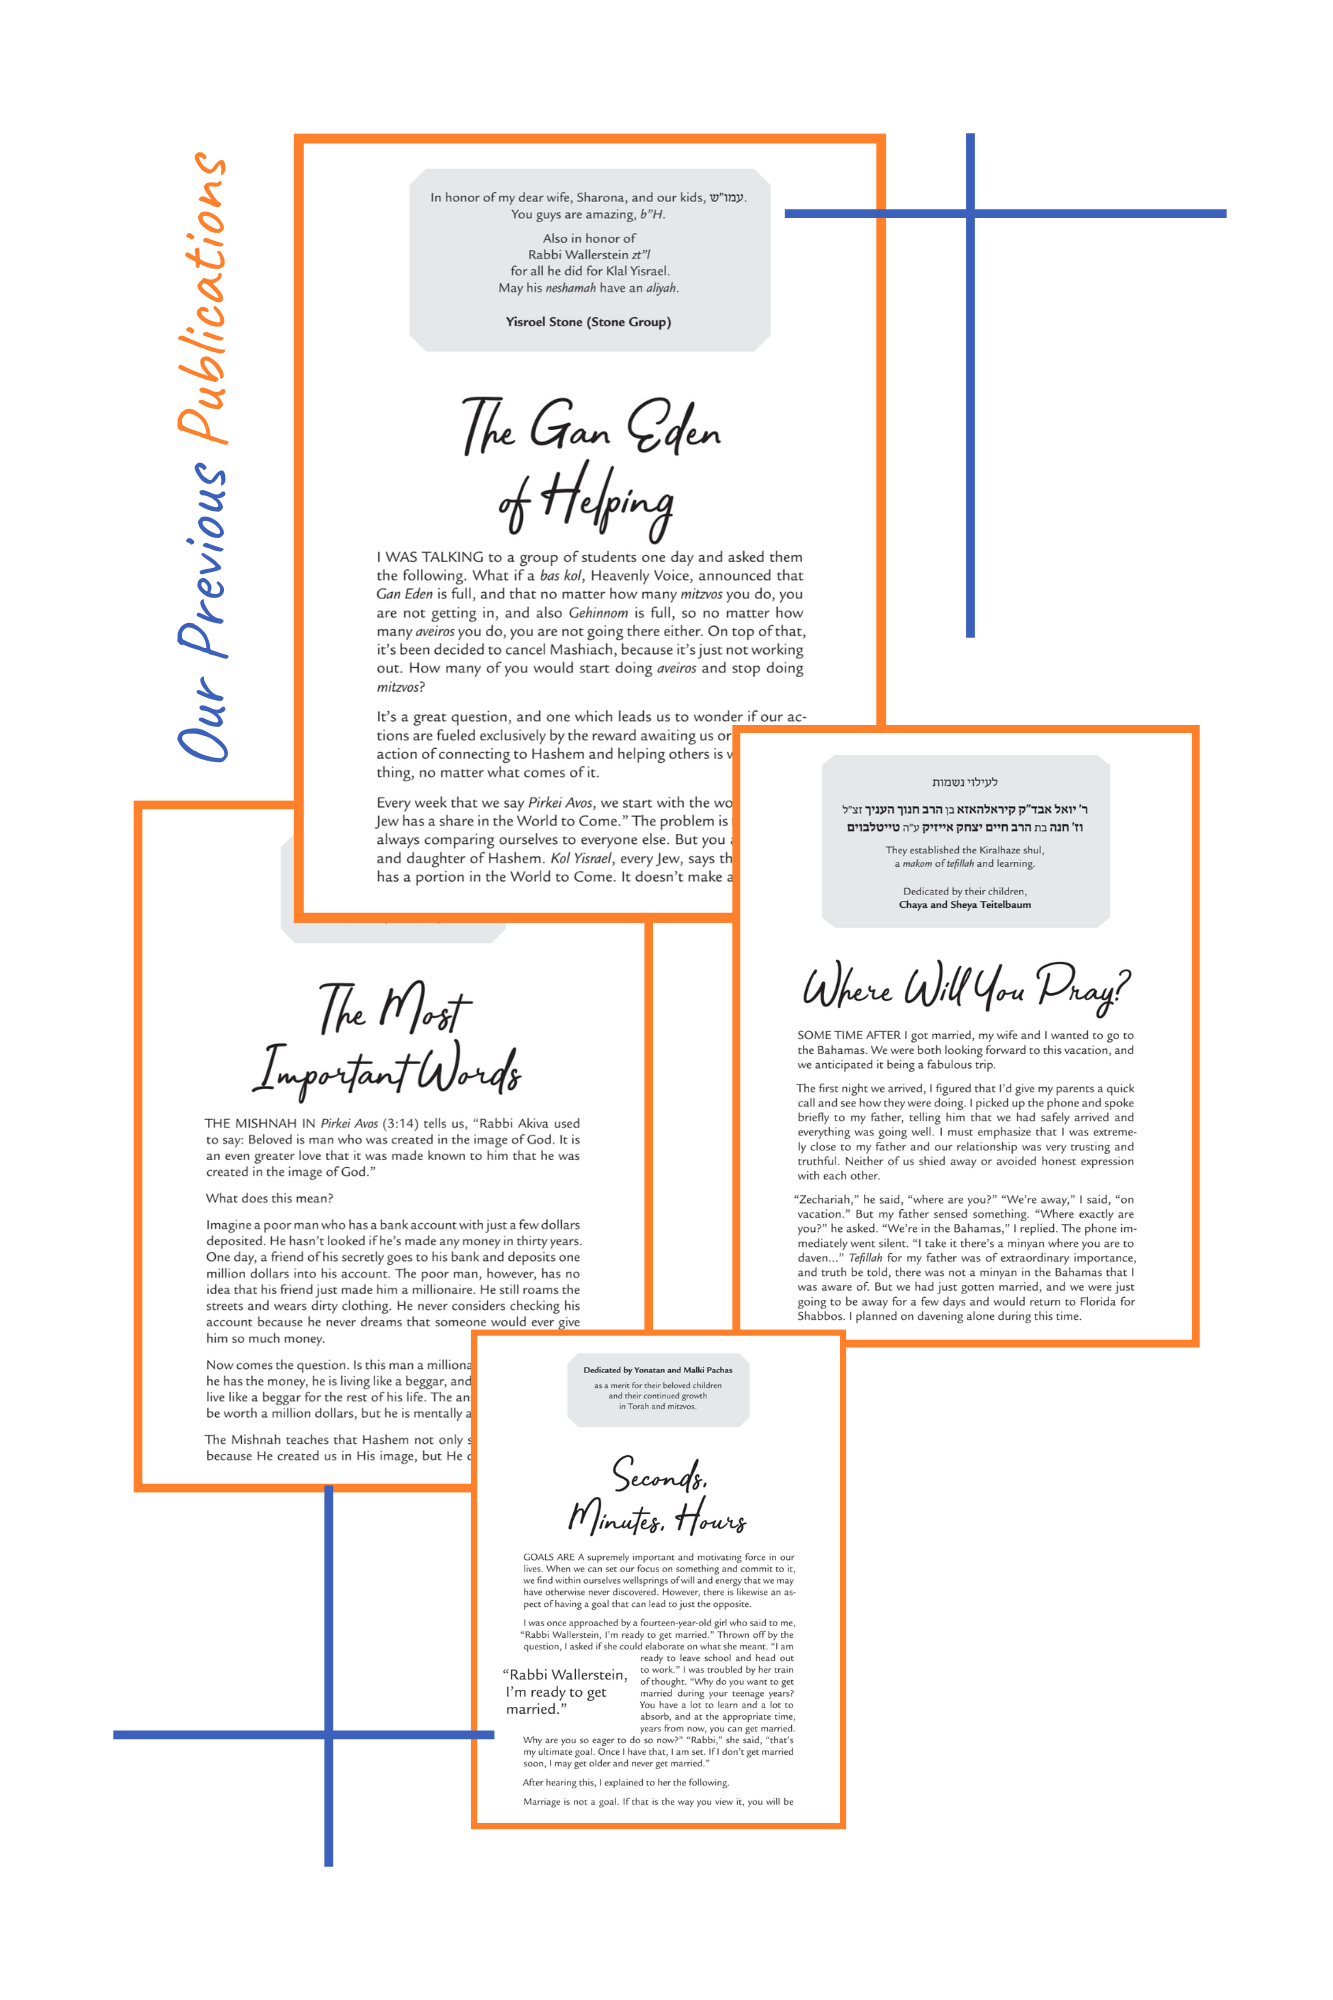 Our Previous Publications
In honor of my dear wife, Sharona, and our kids, עמו"ש.
You guys are amazing, b"H.
Also in honor of
Rabbi Wallerstein zt"l
for all he did for Klal Yisrael.
May his neshamah have an aliyah.
Yisroel Stone (Stone Group)
The Gan Eden
of Helping
I WAS TALKING to a group of students one day and asked them
the following. What if a bas kol, Heavenly Voice, announced that
Gan Eden is full, and that no matter how many mitzvos you do, you
are not getting in, and also Gehinnom is full, so no matter how
many aveiros you do, you are not going there either. On top of that,
it's been decided to cancel Mashiach, because it's just not working
out. How many of you would start doing aveiros and stop doing
mitzvos?
It's a great question, and one which leads us to wonder if our ac-
tions are fueled exclusively by the reward awaiting us or
action of connecting to Hashem and helping others is
thing, no matter what comes of it.
Every week that we say Pirkei Avos, we start with the
Jew has a share in the World to Come." The problem is
always comparing ourselves to everyone else. But you
and daughter of Hashem. Kol Yisrael, every Jew, says
has a portion in the World to Come. It doesn't make
לעילוי נשמות
ר' יואל אבד"ק קיראלהאזא בן הרב חנוך העניך זצ"ל
וז' חנה בת הרב חיים יצחק אייזיק ע"ה טייטלבוים
They established the Kiralhaze shul,
a makom of tefillah and learning.
Dedicated by their children,
Chaya and Sheya Teitelbaum
Where Will You Pray?
SOME TIME AFTER I got married, my wife and I wanted to go to
the Bahamas. We were both looking forward to this vacation, and
we anticipated it being a fabulous trip.
The first night we arrived, I figured that I'd give my parents a quick
call and see how they were doing. I picked up the phone and spoke
briefly to my father, telling him that we had safely arrived and
everything was going well. I must emphasize that I was extreme-
ly close to my father and our relationship was very trusting and
truthful. Neither of us shied away or avoided honest expression
with each other.
"Zechariah," he said, "where are you?" "We're away," I said, "on
vacation." But my father sensed something. "Where exactly are
you?" he asked. "We're in the Bahamas," I replied. The phone im-
mediately went silent. "I take it there's a minyan where you are to
daven..." Tefillah for my father was of extraordinary importance,
and truth be told, there was not a minyan in the Bahamas that I
was aware of. But we had just gotten married, and we were just
going to be away for a few days and would return to Florida for
Shabbos. I planned on davening alone during this time.
The Most
Important Words
THE MISHNAH IN Pirkei Avos (3:14) tells us, "Rabbi Akiva used
to say: Beloved is man who was created in the image of God. It is
an even greater love that it was made known to him that he was
created in the image of God."
What does this mean?
Imagine a poor man who has a bank account with just a few dollars
deposited. He hasn't looked if he's made any money in thirty years.
One day, a friend of his secretly goes to his bank and deposits one
million dollars into his account. The poor man, however, has no
idea that his friend just made him a millionaire. He still roams the
streets and wears dirty clothing. He never considers checking his
account because he never dreams that someone would ever give
him so much money.
Now comes the question. Is this man a
he has the money, he is living like a beggar, and
live like a beggar for the rest of his life. The
be worth a million dollars, but he is mentally
The Mishnah teaches that Hashem not only
because He created us in His image, but He
Dedicated by Yonatan and Malki Pachas
as a merit for their beloved children
and their continued growth
in Torah and mitzvos.
Seconds,
Minutes, Hours
GOALS ARE A supremely important and motivating force in our
lives. When we can set our focus on something and commit to it,
we find within ourselves wellsprings of will and energy that we may
have otherwise never discovered. However, there is likewise an as-
pect of having a goal that can lead to just the opposite.
I was once approached by a fourteen-year-old girl who said to me,
"Rabbi Wallerstein, I'm ready to get married." Thrown off by the
question, I asked if she could elaborate on what she meant. "I am
ready to leave school and head out
to work." I was troubled by her train
of thought. "Why do you want to get
married during your teenage years?
You have a lot to learn and a lot to
absorb, and at the appropriate time,
years from now, you can get married.
"Rabbi Wallerstein,
I'm ready to get
married."
Why are you so eager to do so now?" "Rabbi," she said, "that's
my ultimate goal. Once I have that, I am set. If I don't get married
soon, I may get older and never get married."
After hearing this, I explained to her the following.
Marriage is not a goal. If that is the way you view it, you will be